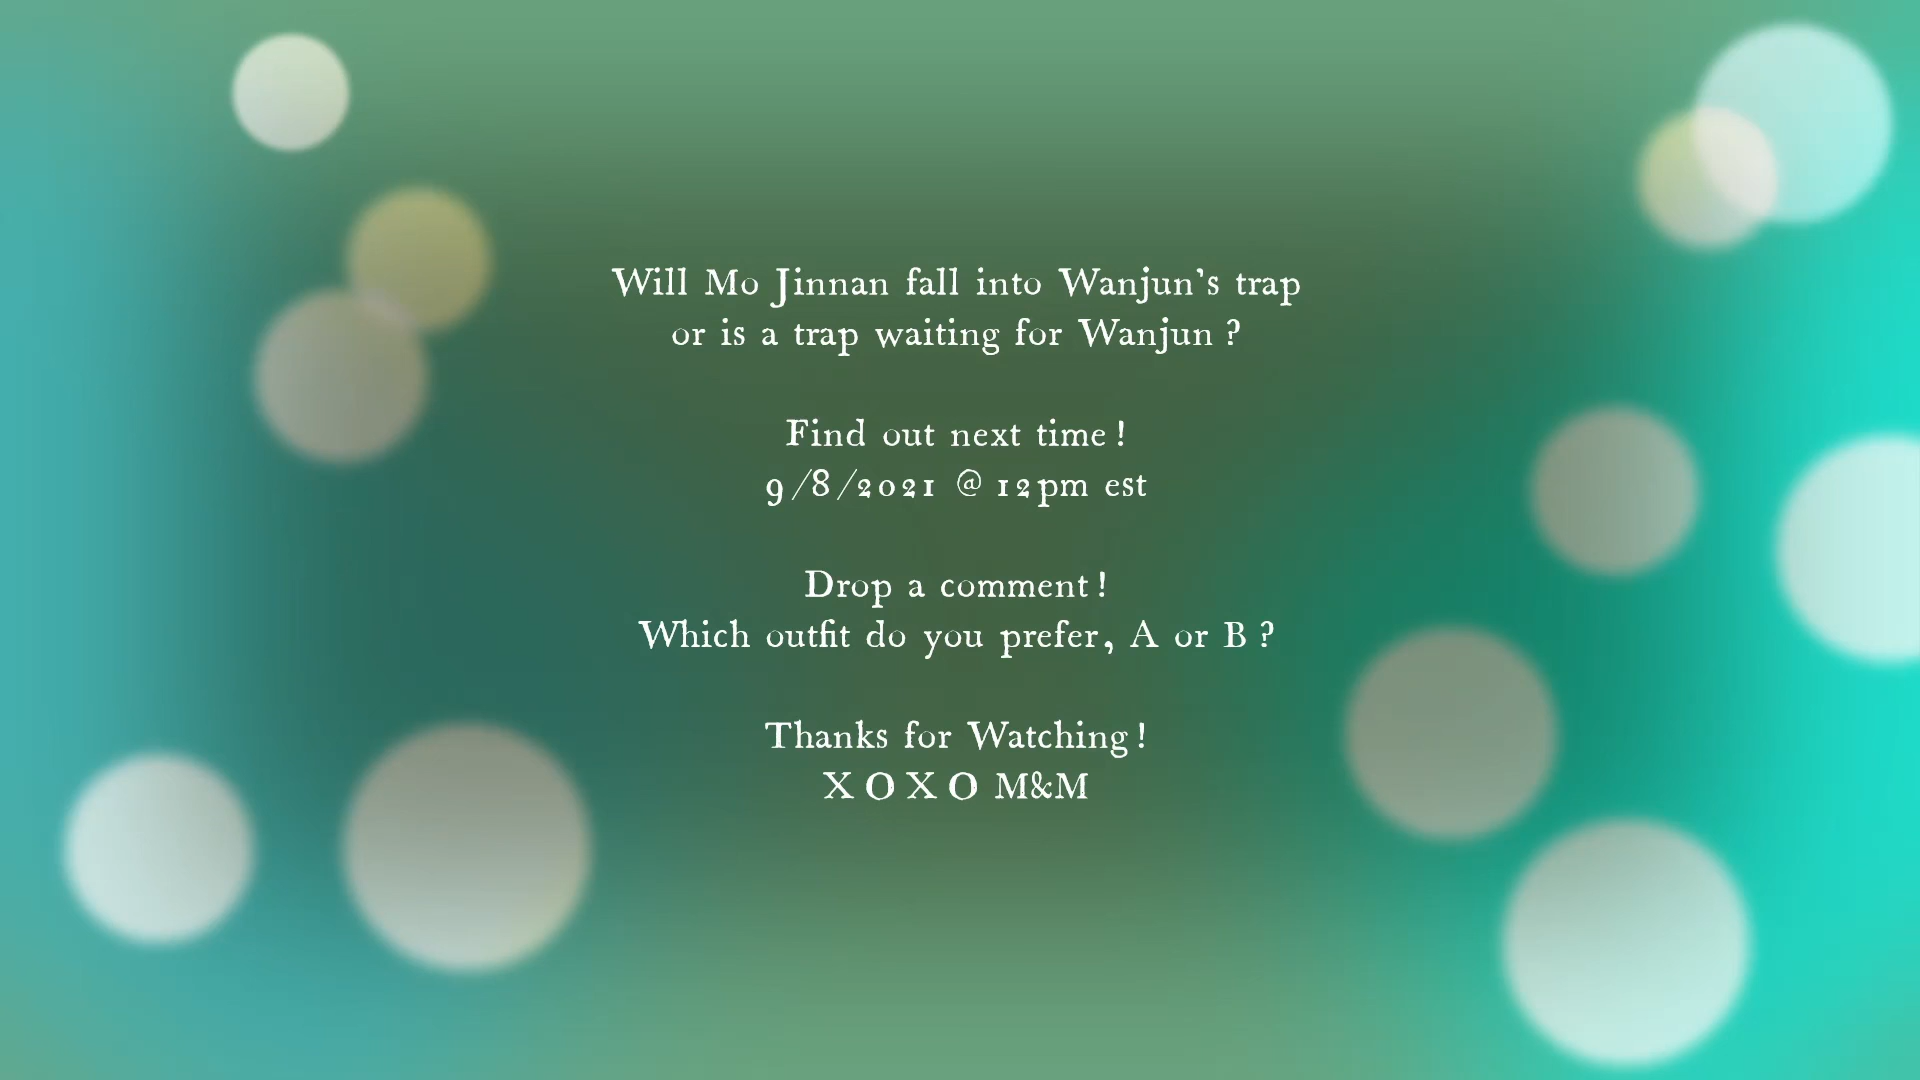 Will Mo Jinnan fall into Wanjun's trap
or is a trap waiting for Wanjun?
Find out next time!
9/8/2021 @ 12pm est
Drop a comment!
Which outfit do you prefer, A or B?
Thanks for Watching!
XOXO M&M